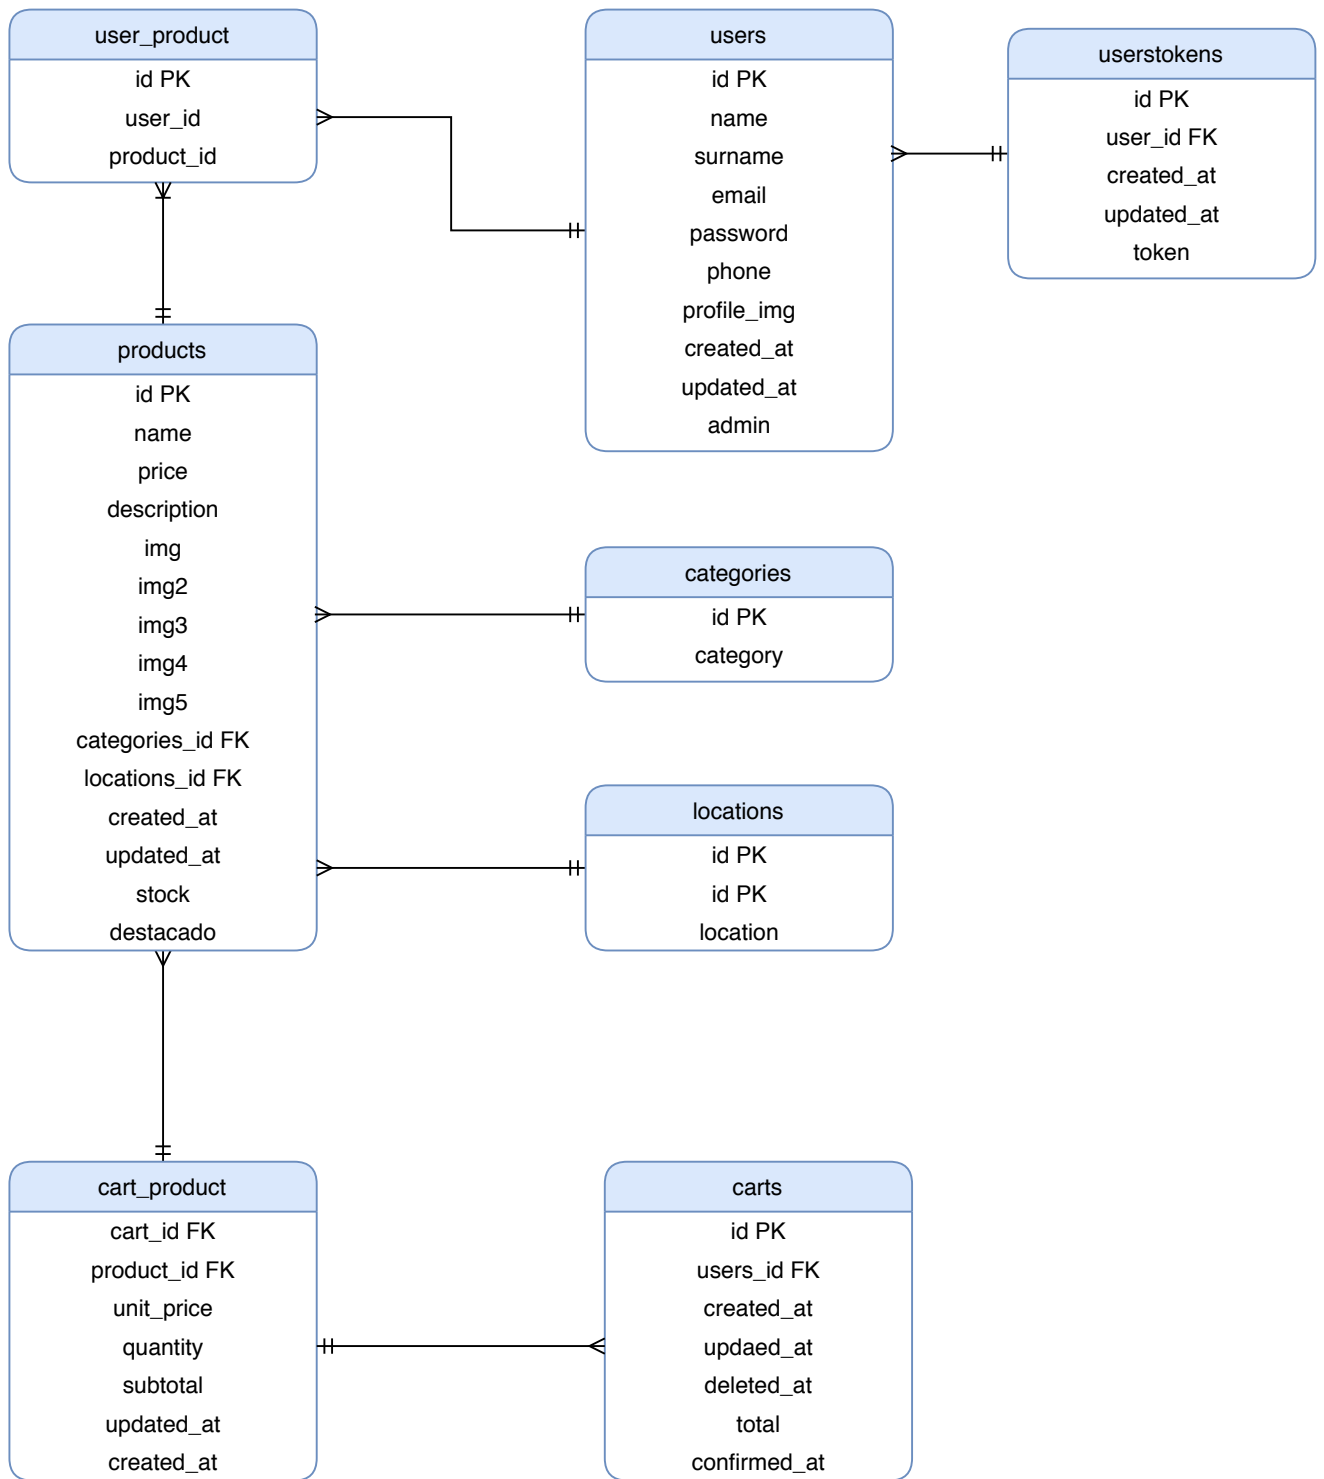 user_product
id PK
user_id
product_id
users
id PK
name
surname
email
password
phone
profile_img
created_at
updated_at
admin
userstokens
id PK
user_id FK
created_at
updated_at
token
products
id PK
name
price
description
img
img2
img3
img4
img5
categories_id FK
locations_id FK
created_at
updated_at
stock
destacado
categories
id PK
category
locations
id PK
id PK
location
cart_product
cart_id FK
product_id FK
unit_price
quantity
subtotal
updated_at
created_at
carts
id PK
users_id FK
created_at
updaed_at
deleted_at
total
confirmed_at